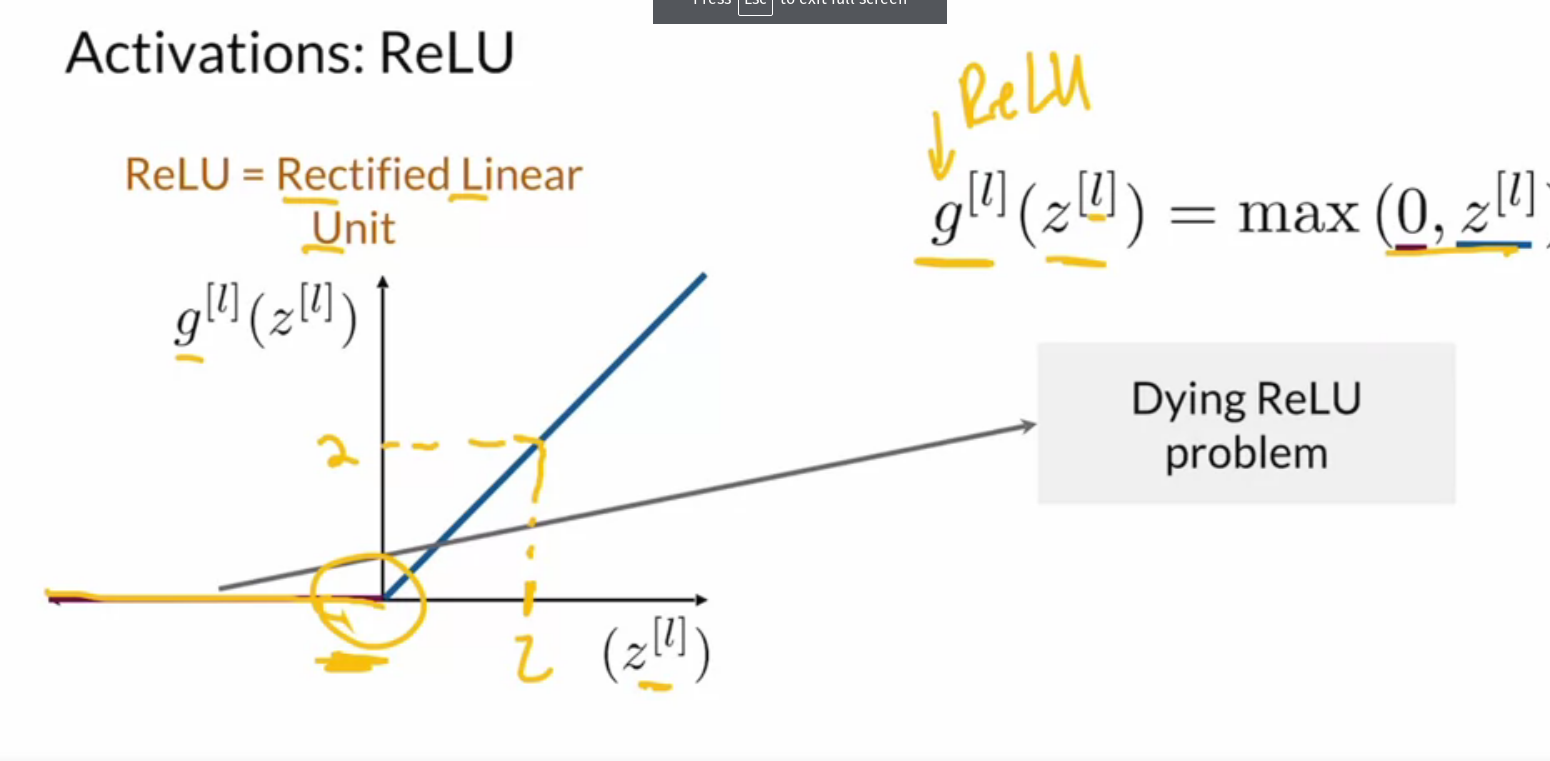 Press Esc to exit full screen
Activations: ReLU
ReLU
ReLU = Rectified Linear
Unit
g^[l](z^[l]) = max(0, z^[l])
g^[l](z^[l])
Dying ReLU
problem
2
2
(z^[l])